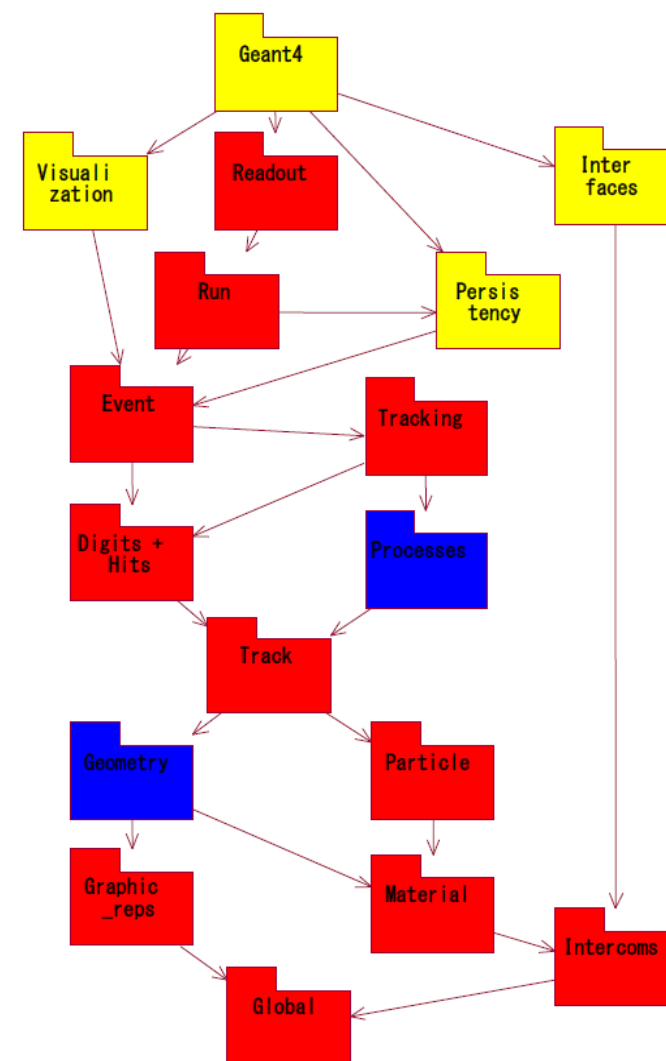 Geant4
Visuali
zation
Readout
Inter
faces
Run
Persis
tency
Event
Tracking
Digits +
Hits
Processes
Track
Geometry
Particle
Graphic
_reps
Material
Intercoms
Global